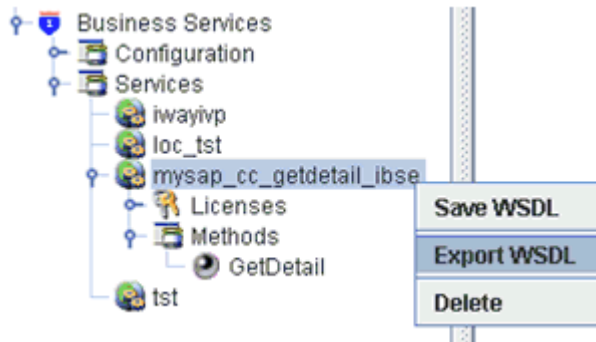 Business Services
Configuration
Services
iwayivp
loc_tst
mysap_cc_getdetail_ibse
Licenses
Save WSDL
Methods
Export WSDL
GetDetail
tst
Delete